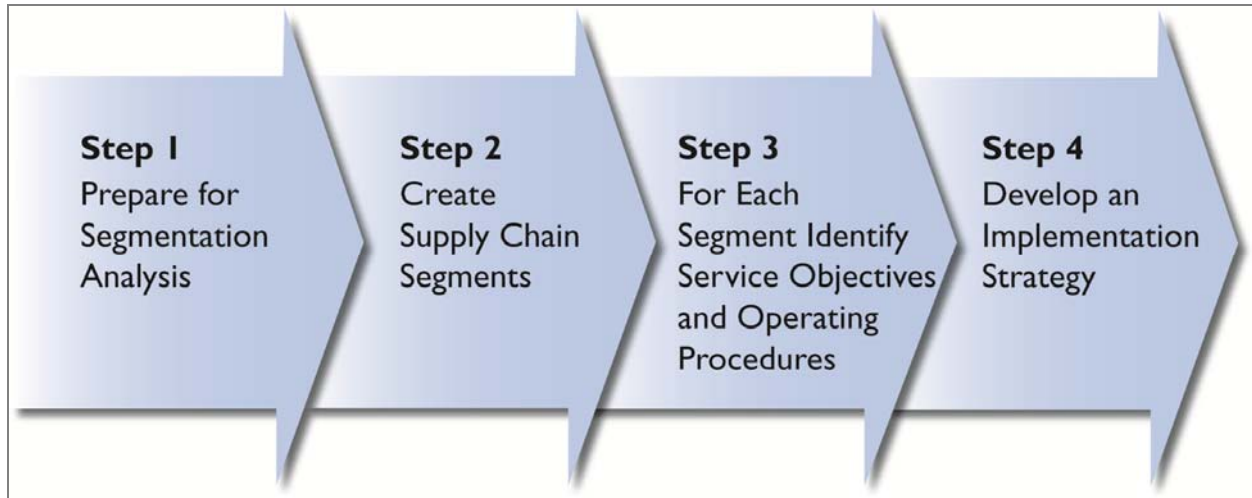 Step 1
Prepare for
Segmentation
Analysis
Step 2
Create
Supply Chain
Segments
Step 3
For Each
Segment Identify
Service Objectives
and Operating
Procedures
Step 4
Develop an
Implementation
Strategy